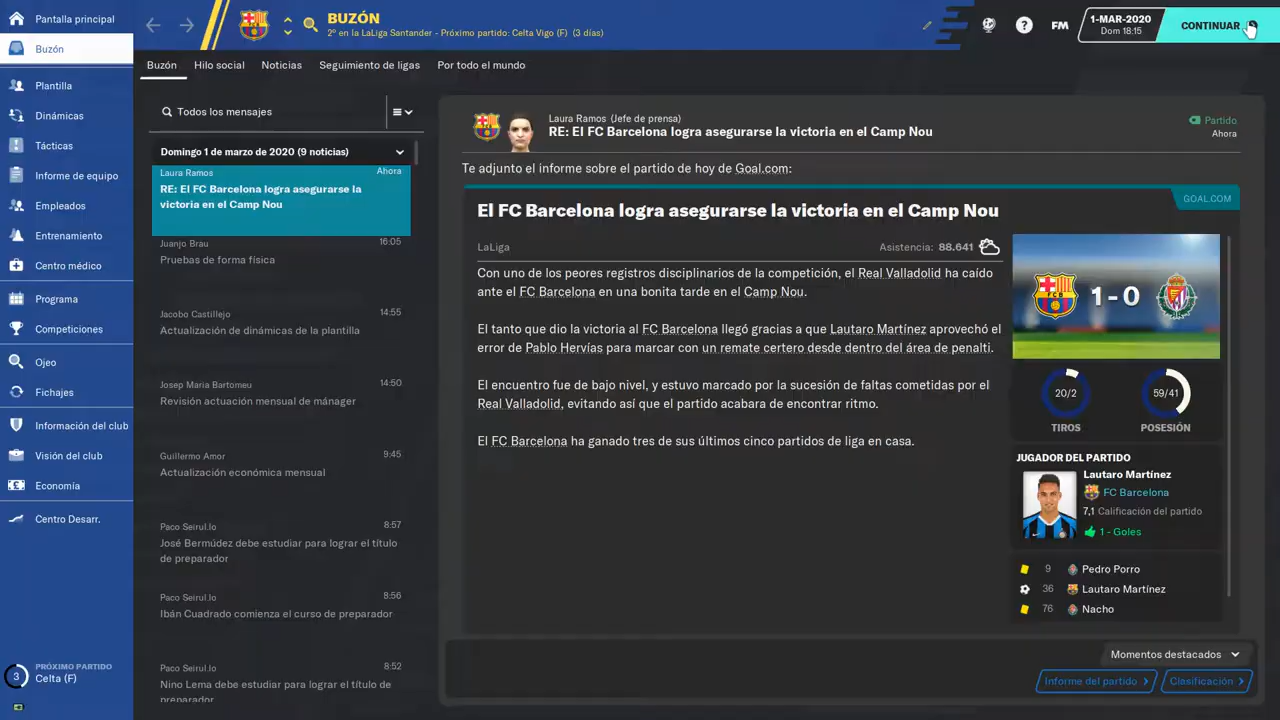 Pantalla principal
Buzón
Plantilla
Dinámicas
Tácticas
Informe de equipo
Empleados
Entrenamiento
Centro médico
Programa
Competiciones
Ojeo
Fichajes
Información del club
Visión del club
Economía
Centro Desarr.
3
PRÓXIMO PARTIDO
Celta (F)
BUZÓN
2º en la LaLiga Santander - Próximo partido: Celta Vigo (F) (3 días)
?
FM
1-MAR-2020
Dom 18:15
CONTINUAR
Buzón
Hilo social
Noticias
Seguimiento de ligas
Por todo el mundo
Todos los mensajes
Domingo 1 de marzo de 2020 (9 noticias)
Laura Ramos
Ahora
RE: El FC Barcelona logra asegurarse la
victoria en el Camp Nou
Juanjo Brau
16:05
Pruebas de forma física
Jacobo Castillejo
14:55
Actualización de dinámicas de la plantilla
Josep Maria Bartomeu
14:50
Revisión actuación mensual de mánager
Guillermo Amor
9:45
Actualización económica mensual
Paco Seirul.lo
8:57
José Bermúdez debe estudiar para lograr el título
de preparador
Paco Seirul.lo
8:56
Ibán Cuadrado comienza el curso de preparador
Paco Seirul.lo
8:52
Nino Lema debe estudiar para lograr el título de
preparador
Laura Ramos (Jefe de prensa)
RE: El FC Barcelona logra asegurarse la victoria en el Camp Nou
Partido
Ahora
Te adjunto el informe sobre el partido de hoy de Goal.com:
GOAL.COM
El FC Barcelona logra asegurarse la victoria en el Camp Nou
LaLiga
Asistencia: 88.641
Con uno de los peores registros disciplinarios de la competición, el Real Valladolid ha caído
ante el FC Barcelona en una bonita tarde en el Camp Nou.
El tanto que dio la victoria al FC Barcelona llegó gracias a que Lautaro Martínez aprovechó el
error de Pablo Hervías para marcar con un remate certero desde dentro del área de penalti.
El encuentro fue de bajo nivel, y estuvo marcado por la sucesión de faltas cometidas por el
Real Valladolid, evitando así que el partido acabara de encontrar ritmo.
El FC Barcelona ha ganado tres de sus últimos cinco partidos de liga en casa.
1-0
20/2
TIROS
59/41
POSESIÓN
JUGADOR DEL PARTIDO
Lautaro Martínez
FC Barcelona
7,1 Calificación del partido
1 - Goles
9 Pedro Porro
36 Lautaro Martínez
76 Nacho
Momentos destacados
Informe del partido
Clasificación